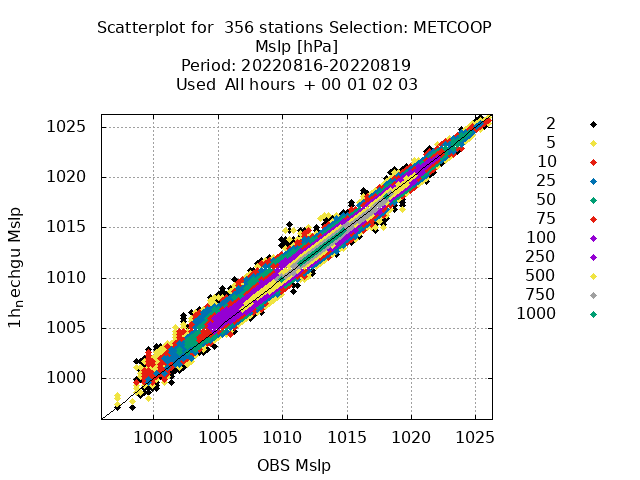 Scatterplot for  356 stations Selection: METCOOP
Mslp [hPa]
Period: 20220816-20220819
Used  All hours  + 00 01 02 03
1025
1020
1015
1010
1005
1000
1h_nechgu Mslp
1000 1005 1010 1015 1020 1025
OBS Mslp
2
5
10
25
50
75
100
250
500
750
1000